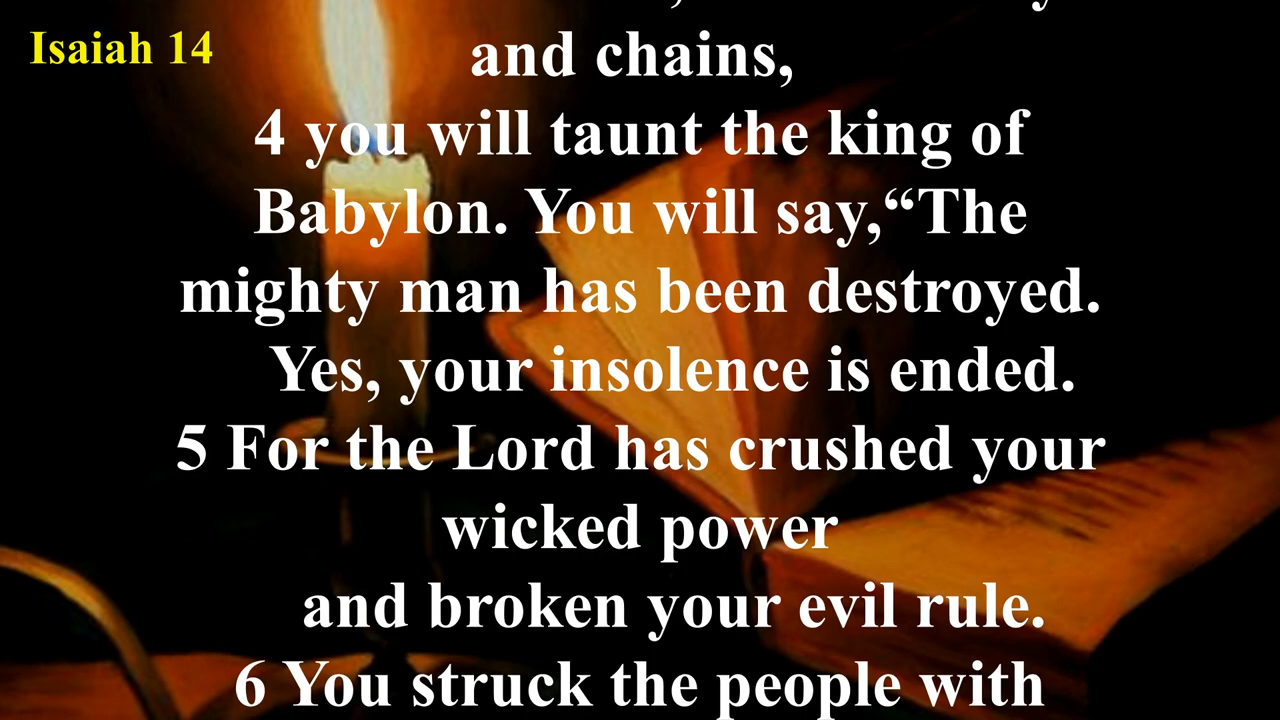 Isaiah 14
and chains,
4 you will taunt the king of
Babylon. You will say,“The
mighty man has been destroyed.
Yes, your insolence is ended.
5 For the Lord has crushed your
wicked power
and broken your evil rule.
6 You struck the people with